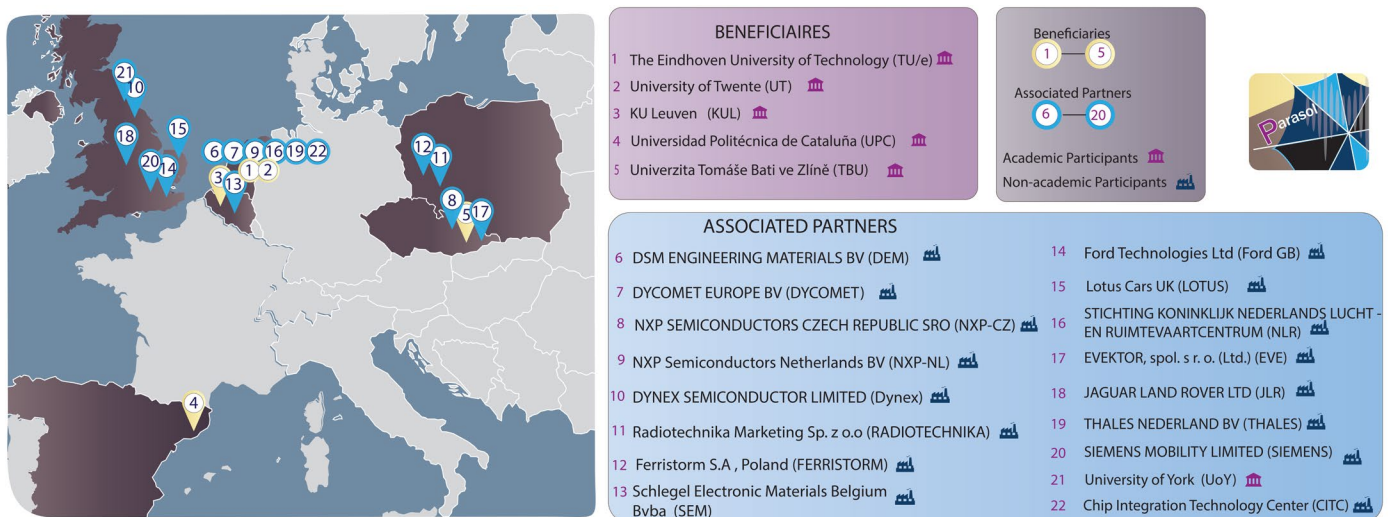 21
10
18
15
20
14
6 7 9 16 19 22
3
1
2
13
12
11
8
5
17
4
BENEFICIAIRES
1 The Eindhoven University of Technology (TU/e)
2 University of Twente (UT)
3 KU Leuven (KUL)
4 Universidad Politécnica de Cataluña (UPC)
5 Univerzita Tomáše Bati ve Zlíně (TBU)
Beneficiaries
1 5
Associated Partners
6 20
Academic Participants
Non-academic Participants
Parasol
ASSOCIATED PARTNERS
6 DSM ENGINEERING MATERIALS BV (DEM)
7 DYCOMET EUROPE BV (DYCOMET)
8 NXP SEMICONDUCTORS CZECH REPUBLIC SRO (NXP-CZ)
9 NXP Semiconductors Netherlands BV (NXP-NL)
10 DYNEX SEMICONDUCTOR LIMITED (Dynex)
11 Radiotechnika Marketing Sp. z o.o (RADIOTECHNIKA)
12 Ferristorm S.A , Poland (FERRISTORM)
13 Schlegel Electronic Materials Belgium
Bvba (SEM)
14 Ford Technologies Ltd (Ford GB)
15 Lotus Cars UK (LOTUS)
16 STICHTING KONINKLIJK NEDERLANDS LUCHT -
EN RUIMTEVAARTCENTRUM (NLR)
17 EVEKTOR, spol. s r. o. (Ltd.) (EVE)
18 JAGUAR LAND ROVER LTD (JLR)
19 THALES NEDERLAND BV (THALES)
20 SIEMENS MOBILITY LIMITED (SIEMENS)
21 University of York (UoY)
22 Chip Integration Technology Center (CITC)